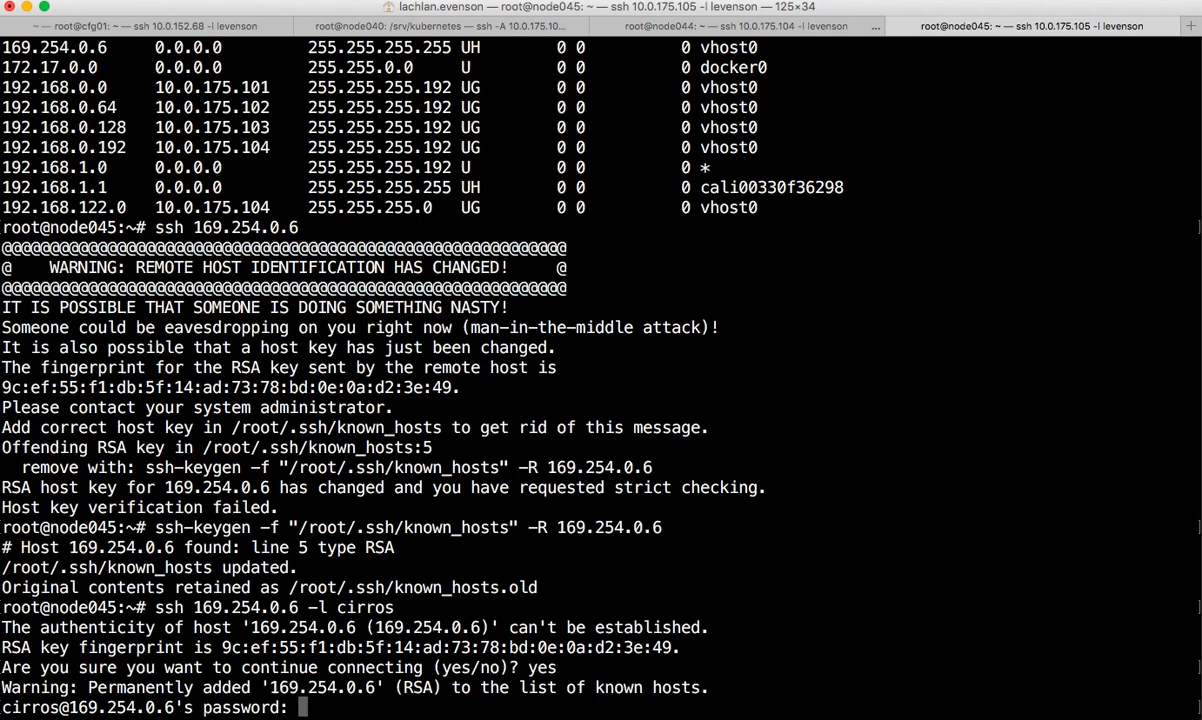 lachlan.evenson — root@node045: ~ — ssh 10.0.175.105 -l levenson — 125×34
~ — root@cfg01: ~ — ssh 10.0.152.68 -l levenson
root@node040: /srv/kubernetes — ssh -A 10.0.175.10...
root@node044: ~ — ssh 10.0.175.104 -l levenson
...
root@node045: ~ — ssh 10.0.175.105 -l levenson
169.254.0.6 0.0.0.0 255.255.255.255 UH 0 0 0 vhost0
172.17.0.0 0.0.0.0 255.255.0.0 U 0 0 0 docker0
192.168.0.0 10.0.175.101 255.255.255.192 UG 0 0 0 vhost0
192.168.0.64 10.0.175.102 255.255.255.192 UG 0 0 0 vhost0
192.168.0.128 10.0.175.103 255.255.255.192 UG 0 0 0 vhost0
192.168.0.192 10.0.175.104 255.255.255.192 UG 0 0 0 vhost0
192.168.1.0 0.0.0.0 255.255.255.192 U 0 0 0 *
192.168.1.1 0.0.0.0 255.255.255.255 UH 0 0 0 cali00330f36298
192.168.122.0 10.0.175.104 255.255.255.0 UG 0 0 0 vhost0
[root@node045:~# ssh 169.254.0.6 ]
@@@@@@@@@@@@@@@@@@@@@@@@@@@@@@@@@@@@@@@@@@@@@@@@@@@@@@@@@@@
@ WARNING: REMOTE HOST IDENTIFICATION HAS CHANGED! @
@@@@@@@@@@@@@@@@@@@@@@@@@@@@@@@@@@@@@@@@@@@@@@@@@@@@@@@@@@@
IT IS POSSIBLE THAT SOMEONE IS DOING SOMETHING NASTY!
Someone could be eavesdropping on you right now (man-in-the-middle attack)!
It is also possible that a host key has just been changed.
The fingerprint for the RSA key sent by the remote host is
9c:ef:55:f1:db:5f:14:ad:73:78:bd:0e:0a:d2:3e:49.
Please contact your system administrator.
Add correct host key in /root/.ssh/known_hosts to get rid of this message.
Offending RSA key in /root/.ssh/known_hosts:5
remove with: ssh-keygen -f "/root/.ssh/known_hosts" -R 169.254.0.6
RSA host key for 169.254.0.6 has changed and you have requested strict checking.
Host key verification failed.
[root@node045:~# ssh-keygen -f "/root/.ssh/known_hosts" -R 169.254.0.6 ]
# Host 169.254.0.6 found: line 5 type RSA
/root/.ssh/known_hosts updated.
Original contents retained as /root/.ssh/known_hosts.old
[root@node045:~# ssh 169.254.0.6 -l cirros ]
The authenticity of host '169.254.0.6 (169.254.0.6)' can't be established.
RSA key fingerprint is 9c:ef:55:f1:db:5f:14:ad:73:78:bd:0e:0a:d2:3e:49.
[Are you sure you want to continue connecting (yes/no)? yes ]
Warning: Permanently added '169.254.0.6' (RSA) to the list of known hosts.
[cirros@169.254.0.6's password: ]